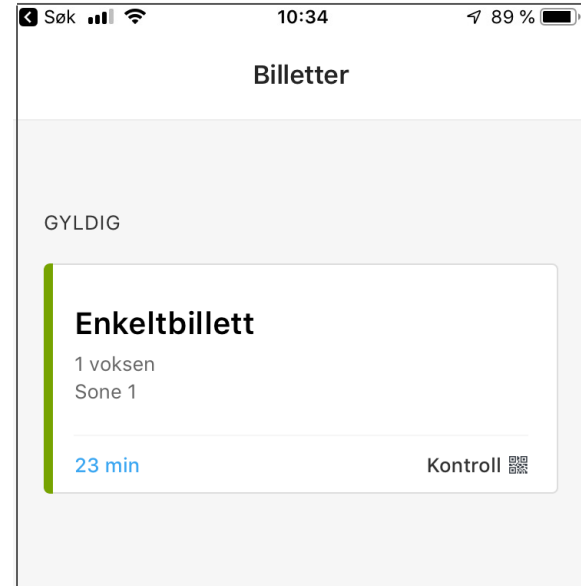 Søk
10:34
89 %
Billetter
GYLDIG
Enkeltbillett
1 voksen
Sone 1
23 min
Kontroll